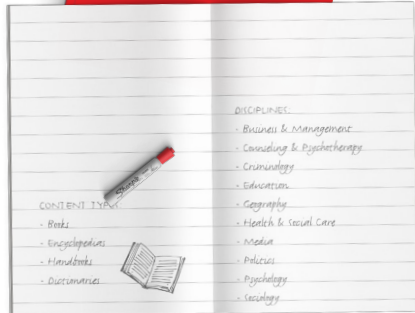 CONTENT TYPES
- Books
- Encyclopedias
- Handbooks
- Dictionaries
Sharpie
DISCIPLINES:
- Business & Management
- Counseling & Psychotherapy
- Criminology
- Education
- Geography
- Health & Social Care
- Media
- Politics
- Psychology
- Sociology